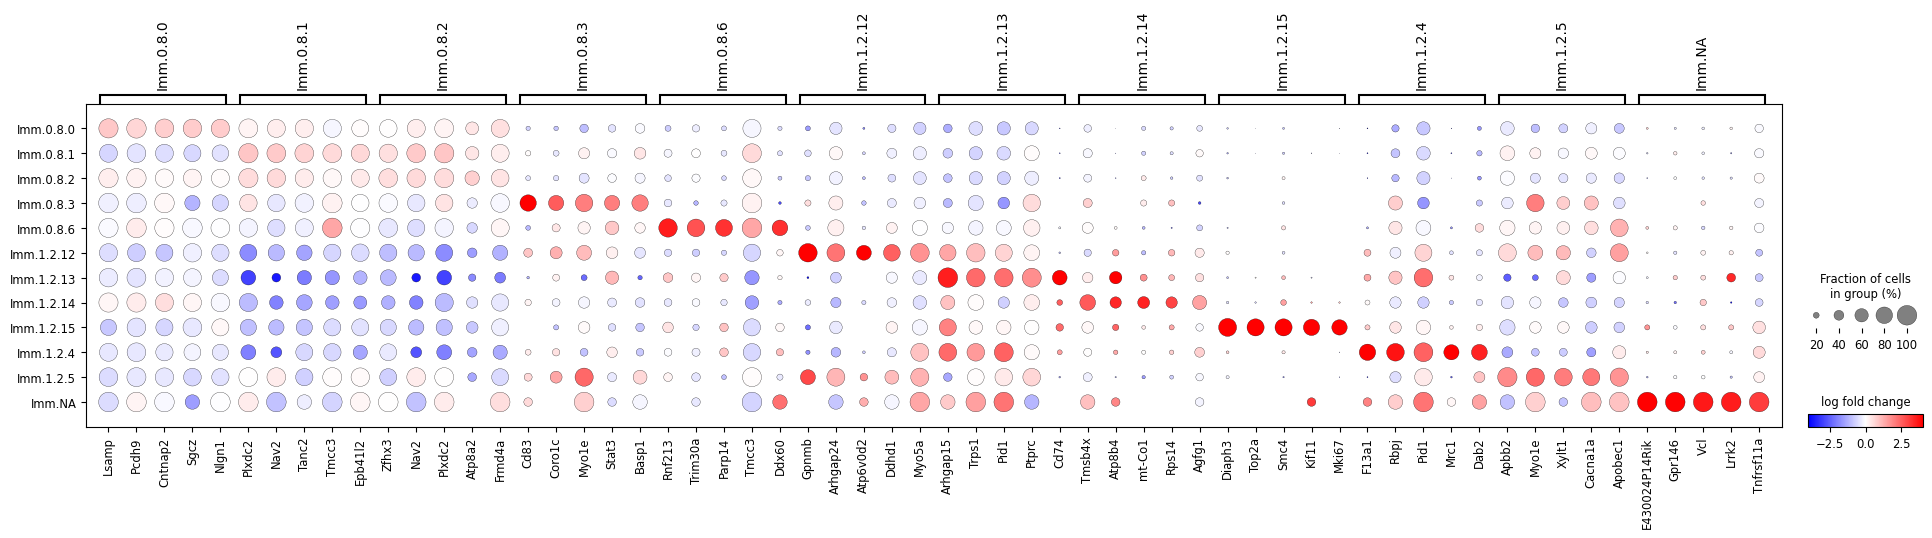 Imm.0.8.0 Imm.0.8.1 Imm.0.8.2 Imm.0.8.3 Imm.0.8.6 Imm.1.2.12 Imm.1.2.13 Imm.1.2.14 Imm.1.2.15 Imm.1.2.4 Imm.1.2.5 Imm.NA
Imm.0.8.0
Imm.0.8.1
Imm.0.8.2
Imm.0.8.3
Imm.0.8.6
Imm.1.2.12
Imm.1.2.13
Imm.1.2.14
Imm.1.2.15
Imm.1.2.4
Imm.1.2.5
Imm.NA
Lsamp Pcdh9 Cntnap2 Sgcz Nlgn1 Plxdc2 Nav2 Tanc2 Tmcc3 Epb41l2 Zfhx3 Nav2 Plxdc2 Atp8a2 Frmd4a Cd83 Coro1c Myo1e Stat3 Basp1 Rnf213 Trim30a Parp14 Tmcc3 Ddx60 Gpnmb Arhgap24 Atp6v0d2 Ddhd1 Myo5a Arhgap15 Trps1 Pid1 Ptprc Cd74 Tmsb4x Atp8b4 mt-Co1 Rps14 Agfg1 Diaph3 Top2a Smc4 Kif11 Mki67 F13a1 Rbpj Pid1 Mrc1 Dab2 Apbb2 Myo1e Xylt1 Cacna1a Apobec1 E430024P14Rik Gpr146 Vcl Lrrk2 Tnfrsf11a
Fraction of cells
in group (%)
20 40 60 80 100
log fold change
−2.5 0.0 2.5